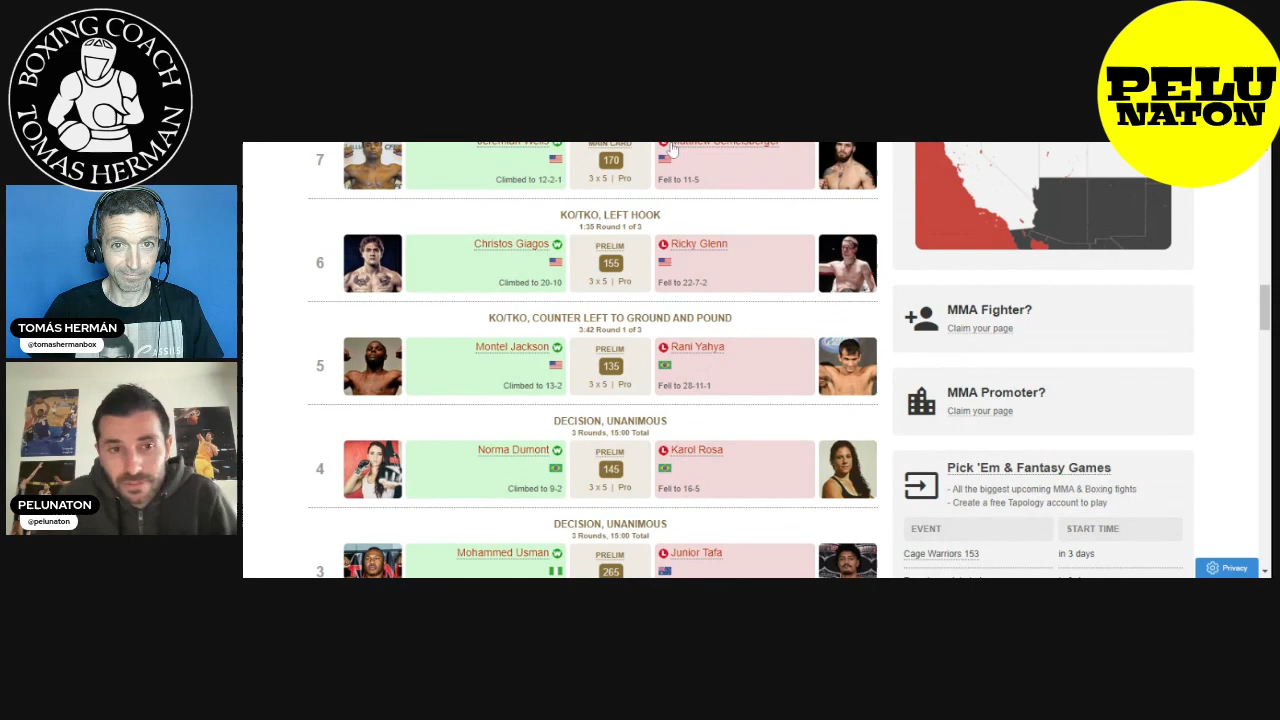 BOXING COACH
TOMAS HERMAN
PELU
NATON
TOMÁS HERMÁN
@tomashermanbox
PELUNATON
@pelunaton
7
MAIN CARD
170
Climbed to 12-2-1
Fell to 11-5
KO/TKO, LEFT HOOK
1:35 Round 1 of 3
6
Christos Giagos W
PRELIM
L Ricky Glenn
155
Climbed to 20-10
3 x 5 | Pro
Fell to 22-7-2
KO/TKO, COUNTER LEFT TO GROUND AND POUND
3:42 Round 1 of 3
5
Montel Jackson W
PRELIM
L Rani Yahya
135
Climbed to 13-2
3 x 5 | Pro
Fell to 28-11-1
DECISION, UNANIMOUS
3 Rounds, 15:00 Total
4
Norma Dumont W
PRELIM
L Karol Rosa
145
Climbed to 9-2
3 x 5 | Pro
Fell to 16-5
DECISION, UNANIMOUS
3 Rounds, 15:00 Total
3
Mohammed Usman W
PRELIM
L Junior Tafa
265
3 x 5 | Pro
MMA Fighter?
Claim your page
MMA Promoter?
Claim your page
Pick 'Em & Fantasy Games
- All the biggest upcoming MMA & Boxing fights
- Create a free Tapology account to play
EVENT
START TIME
Cage Warriors 153
in 3 days
Privacy